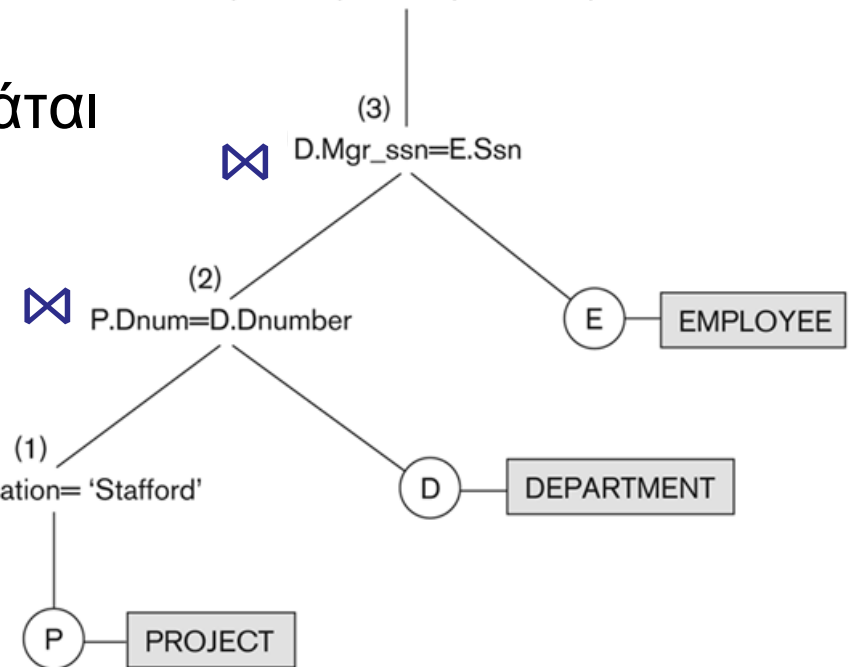 άται
(3)
⋈ D.Mgr_ssn=E.Ssn
(2)
⋈ P.Dnum=D.Dnumber
E EMPLOYEE
(1)
ation= ‘Stafford’
D DEPARTMENT
P PROJECT